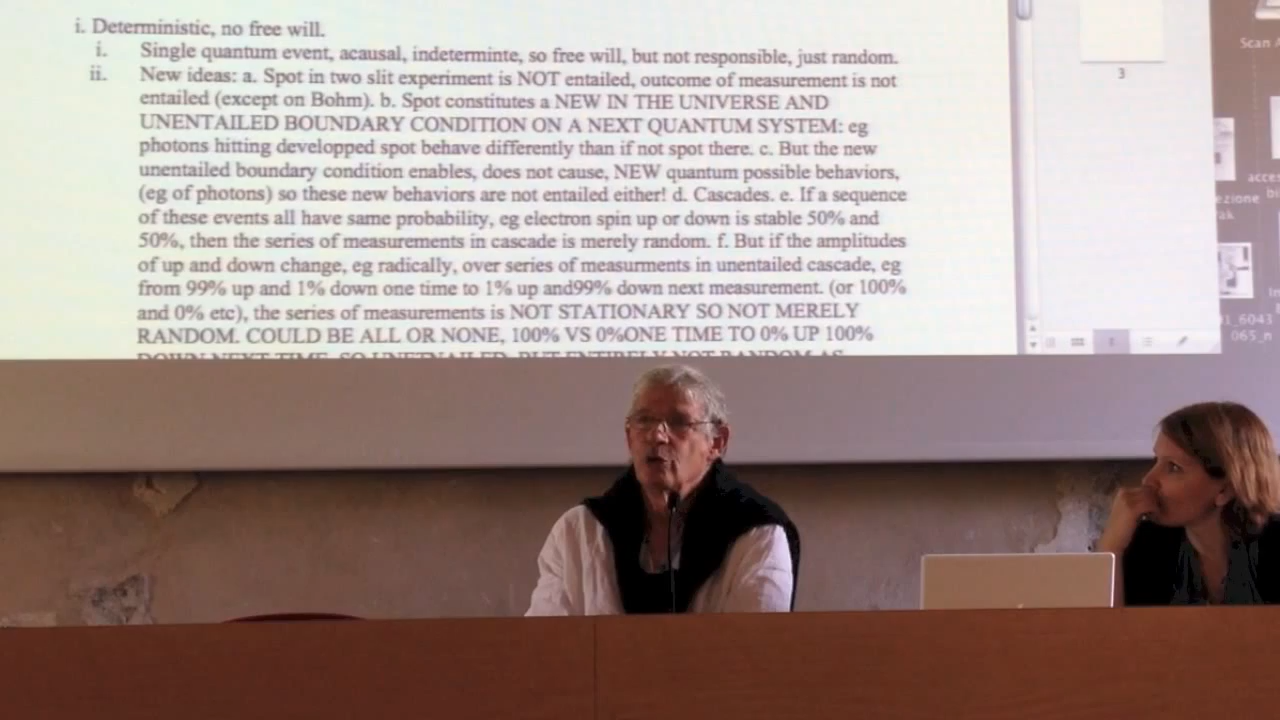 i. Deterministic, no free will.
i. Single quantum event, acausal, indeterminte, so free will, but not responsible, just random.
ii. New ideas: a. Spot in two slit experiment is NOT entailed, outcome of measurement is not
entailed (except on Bohm). b. Spot constitutes a NEW IN THE UNIVERSE AND
UNENTAILED BOUNDARY CONDITION ON A NEXT QUANTUM SYSTEM: eg
photons hitting developped spot behave differently than if not spot there. c. But the new
unentailed boundary condition enables, does not cause, NEW quantum possible behaviors,
(eg of photons) so these new behaviors are not entailed either! d. Cascades. e. If a sequence
of these events all have same probability, eg electron spin up or down is stable 50% and
50%, then the series of measurements in cascade is merely random. f. But if the amplitudes
of up and down change, eg radically, over series of measurments in unentailed cascade, eg
from 99% up and 1% down one time to 1% up and99% down next measurement. (or 100%
and 0% etc), the series of measurements is NOT STATIONARY SO NOT MERELY
RANDOM. COULD BE ALL OR NONE, 100% VS 0%ONE TIME TO 0% UP 100%
3
Scan